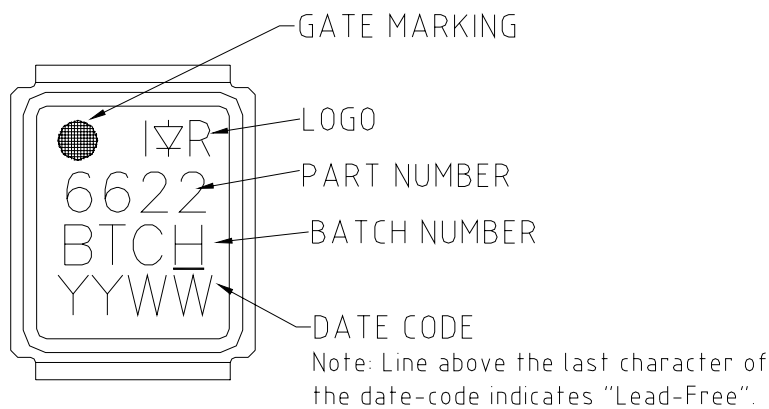 GATE MARKING
I R
LOGO
6622
PART NUMBER
BTCH
BATCH NUMBER
YYWW
DATE CODE
Note: Line above the last character of
the date-code indicates "Lead-Free".